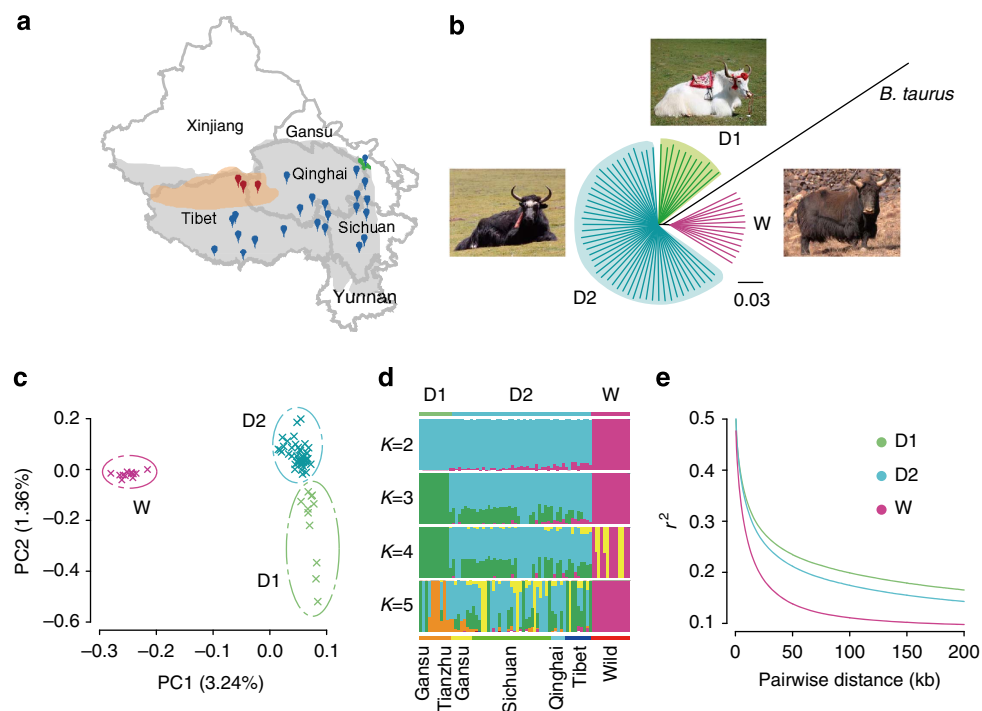 a
Xinjiang
Gansu
Qinghai
Tibet
Sichuan
Yunnan
b
B. taurus
D1
W
D2
0.03
c
PC2 (1.36%)
0.2
0.0
–0.2
–0.4
–0.6
D2
W
D1
–0.3
–0.2
0.0
0.1
PC1 (3.24%)
d
D1
D2
W
K=2
K=3
K=4
K=5
Gansu
Tianzhu
Gansu
Sichuan
Qinghai
Tibet
Wild
e
r²
0.5
0.4
0.3
0.2
0.1
D1
D2
W
0
50
100
150
200
Pairwise distance (kb)